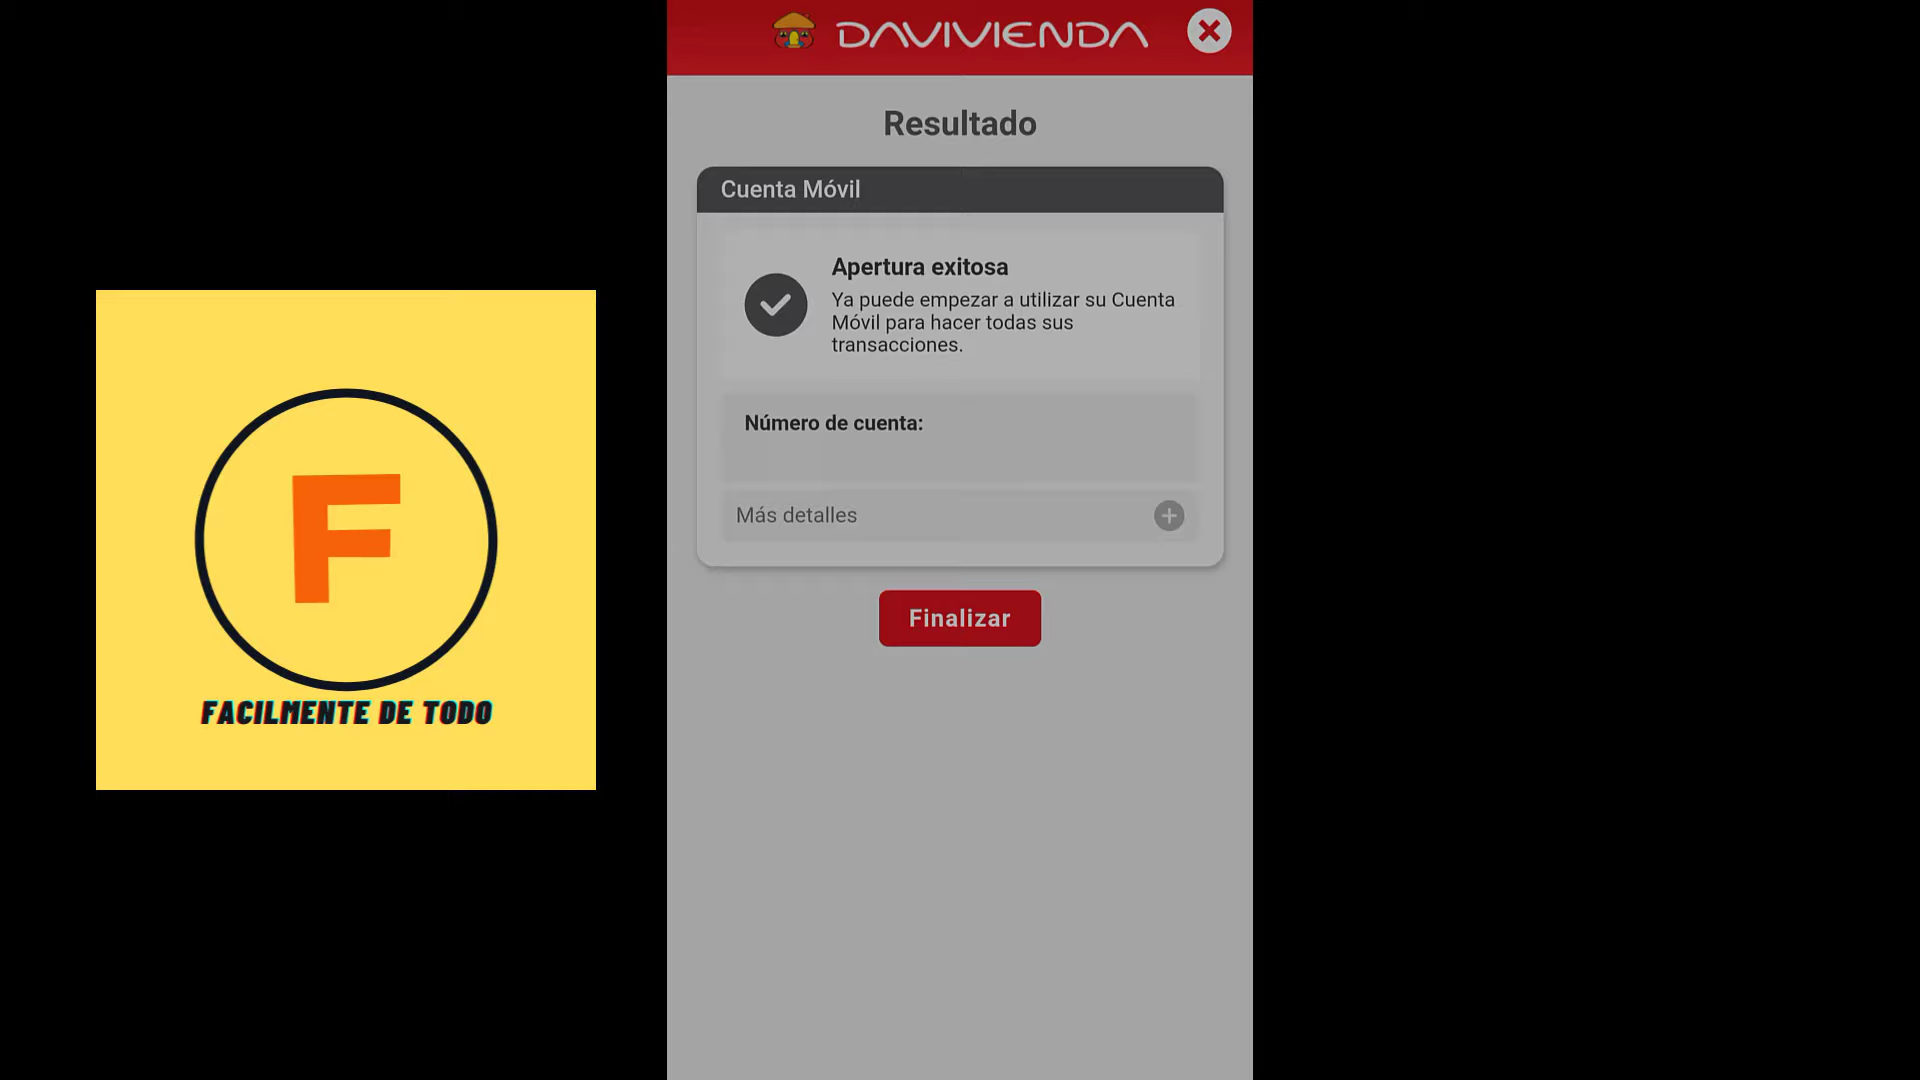 DAVIVIENDA
Resultado
Cuenta Móvil
Apertura exitosa
Ya puede empezar a utilizar su Cuenta
Móvil para hacer todas sus
transacciones.
Número de cuenta:
Más detalles
Finalizar
F
FACILMENTE DE TODO